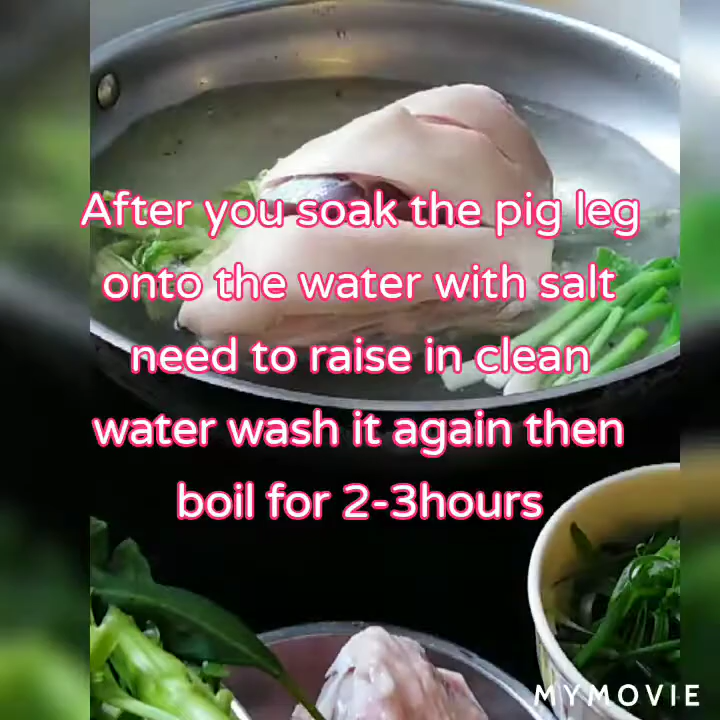 After you soak the pig leg
onto the water with salt
need to raise in clean
water wash it again then
boil for 2-3hours
MYMOVIE